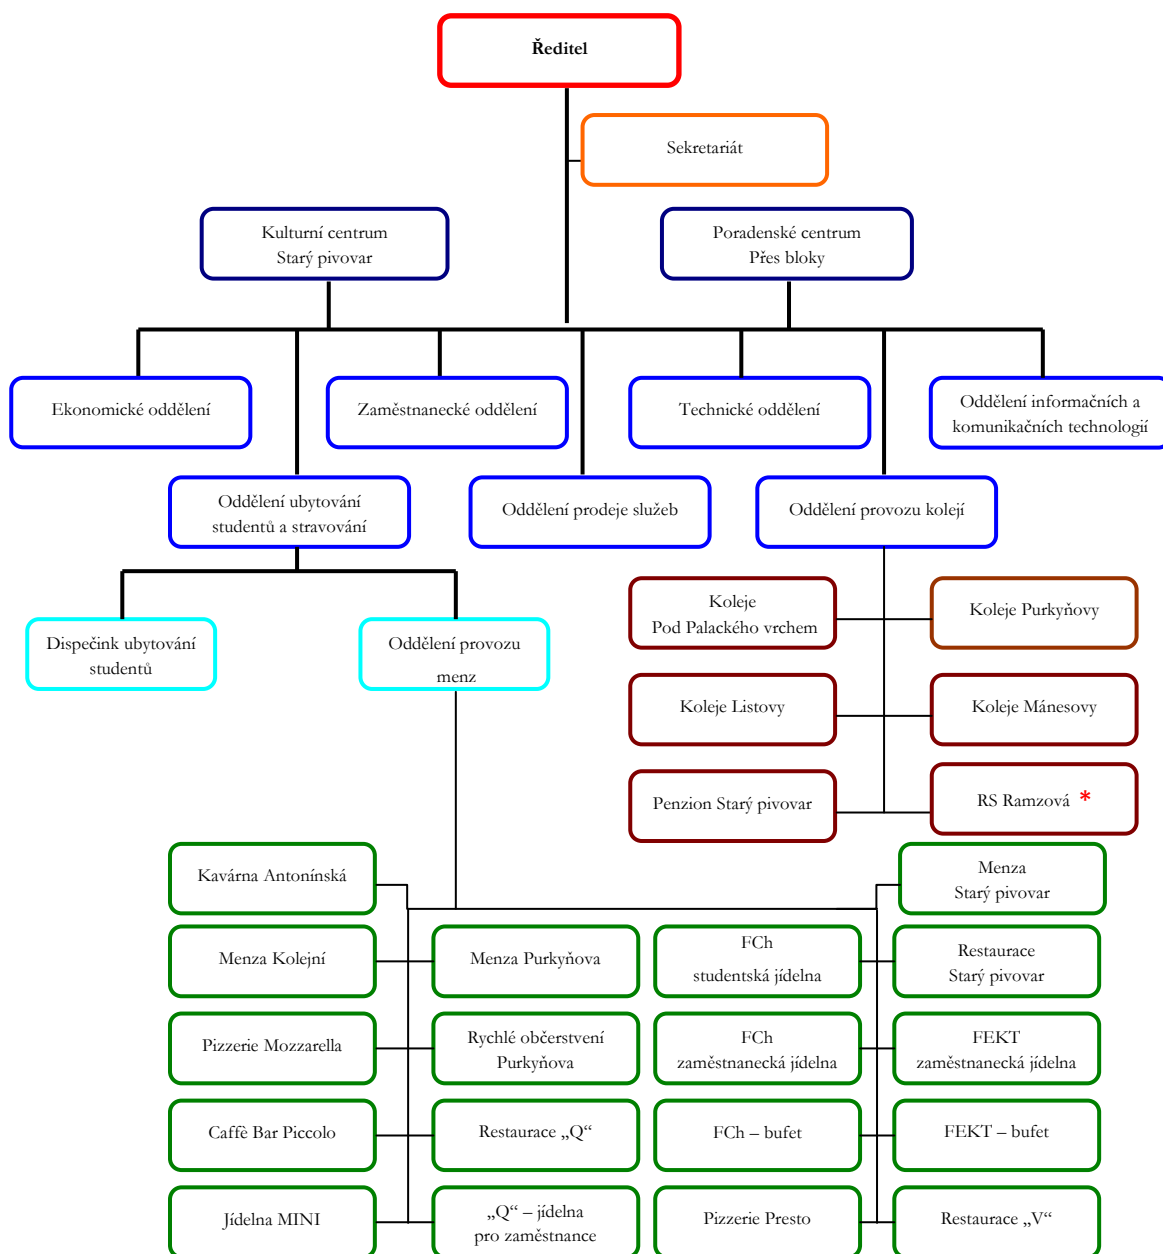 Ředitel
Sekretariát
Kulturní centrum
Starý pivovar
Poradenské centrum
Přes bloky
Ekonomické oddělení
Zaměstnanecké oddělení
Technické oddělení
Oddělení informačních a
komunikačních technologií
Oddělení ubytování
studentů a stravování
Oddělení prodeje služeb
Oddělení provozu kolejí
Dispečink ubytování
studentů
Oddělení provozu
menz
Koleje
Pod Palackého vrchem
Koleje Purkyňovy
Koleje Listovy
Koleje Mánesovy
Penzion Starý pivovar
RS Ramzová *
Kavárna Antonínská
Menza
Starý pivovar
Menza Kolejní
Menza Purkyňova
FCh
studentská jídelna
Restaurace
Starý pivovar
Pizzerie Mozzarella
Rychlé občerstvení
Purkyňova
FCh
zaměstnanecká jídelna
FEKT
zaměstnanecká jídelna
Caffè Bar Piccolo
Restaurace „Q“
FCh – bufet
FEKT – bufet
Jídelna MINI
„Q“ – jídelna
pro zaměstnance
Pizzerie Presto
Restaurace „V“